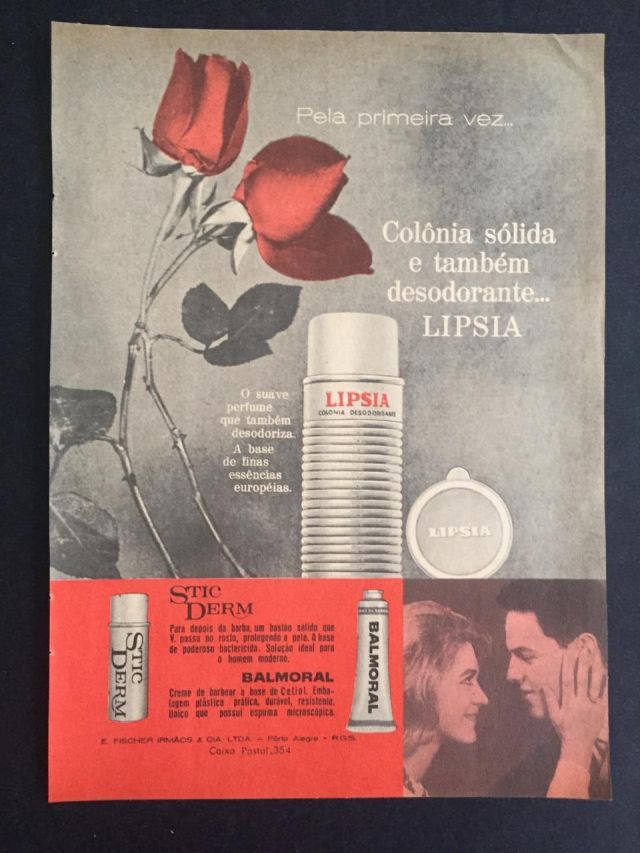 Pela primeira vez...
Colônia sólida
e também
desodorante...
LIPSIA
O suave
perfume
que também
desodoriza.
A base
de finas
essências
européias.
LIPSIA
COLONIA DESODORISANTE
LIPSIA
STIC
DERM
Para depois da barba, um bastão sólido que
V. passa no rosto, protegendo a pele. A base
de poderoso bactericida. Solução ideal para
o homem moderno.
STIC
DERM
BALMORAL
Creme de barbear à base de Cetiol. Emba-
lagem plástica prática, durável, resistente.
Único que possui espuma microscópica.
BALMORAL
E. FISCHER IRMÃOS & CIA. LTDA. – Pôrto Alegre – R.G.S.
Caixa Postal, 354